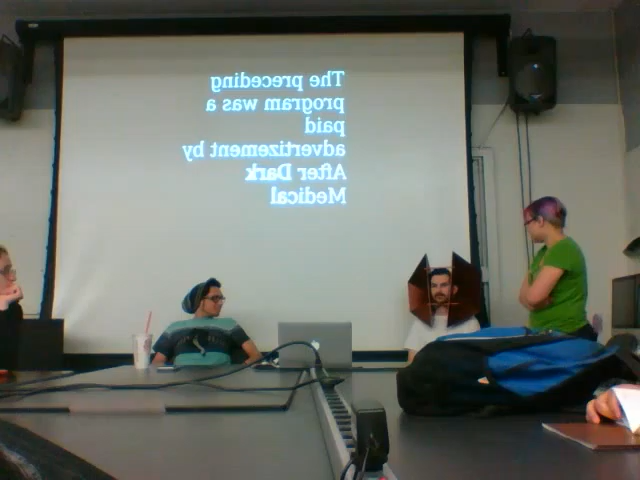 The preceding
program was a
paid
advertizement by
After Dark
Medical